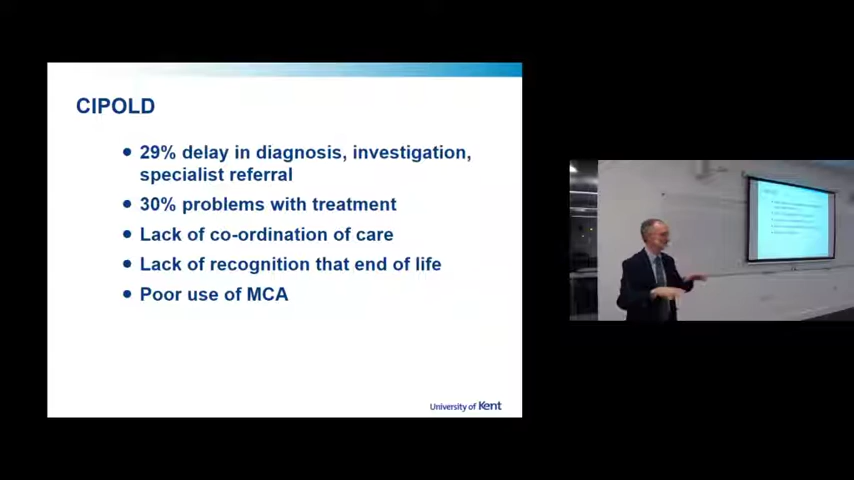 CIPOLD
29% delay in diagnosis, investigation,
specialist referral
30% problems with treatment
Lack of co-ordination of care
Lack of recognition that end of life
Poor use of MCA
University of Kent